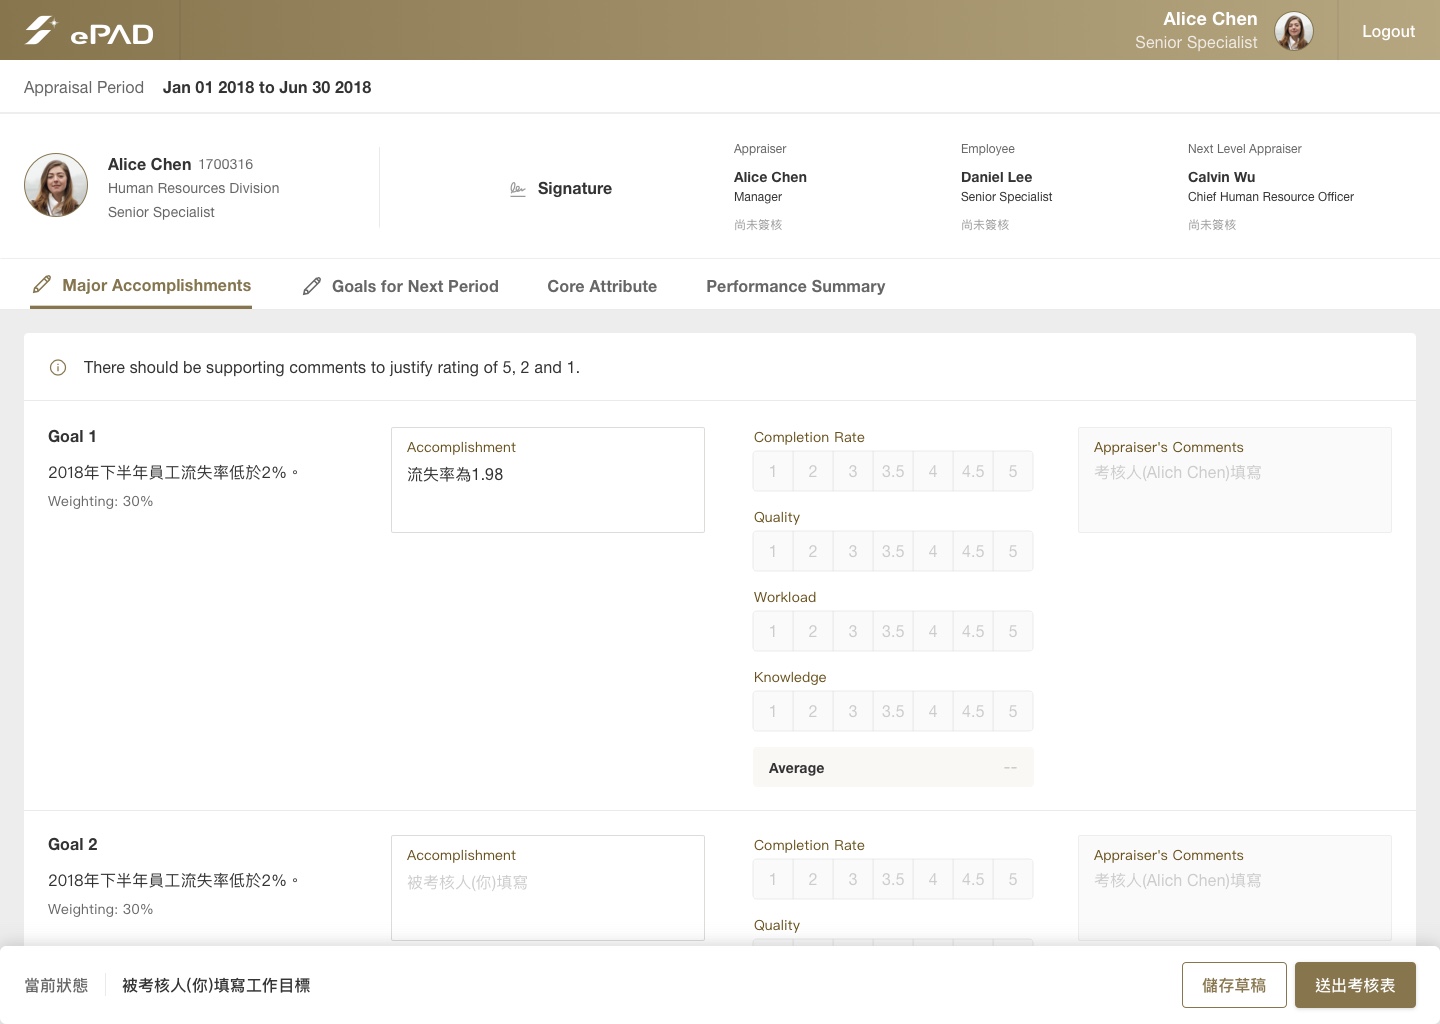 ePAD
Alice Chen
Senior Specialist
Logout
Appraisal Period Jan 01 2018 to Jun 30 2018
Alice Chen 1700316
Human Resources Division
Senior Specialist
Signature
Appraiser
Alice Chen
Manager
尚未簽核
Employee
Daniel Lee
Senior Specialist
尚未簽核
Next Level Appraiser
Calvin Wu
Chief Human Resource Officer
尚未簽核
Major Accomplishments
Goals for Next Period
Core Attribute
Performance Summary
There should be supporting comments to justify rating of 5, 2 and 1.
Goal 1
2018年下半年員工流失率低於2%。
Weighting: 30%
Accomplishment
流失率為1.98
Completion Rate
1 2 3 3.5 4 4.5 5
Quality
1 2 3 3.5 4 4.5 5
Workload
1 2 3 3.5 4 4.5 5
Knowledge
1 2 3 3.5 4 4.5 5
Average --
Appraiser's Comments
考核人(Alich Chen)填寫
Goal 2
2018年下半年員工流失率低於2%。
Weighting: 30%
Accomplishment
被考核人(你)填寫
Completion Rate
1 2 3 3.5 4 4.5 5
Quality
Appraiser's Comments
考核人(Alich Chen)填寫
當前狀態
被考核人(你)填寫工作目標
儲存草稿
送出考核表